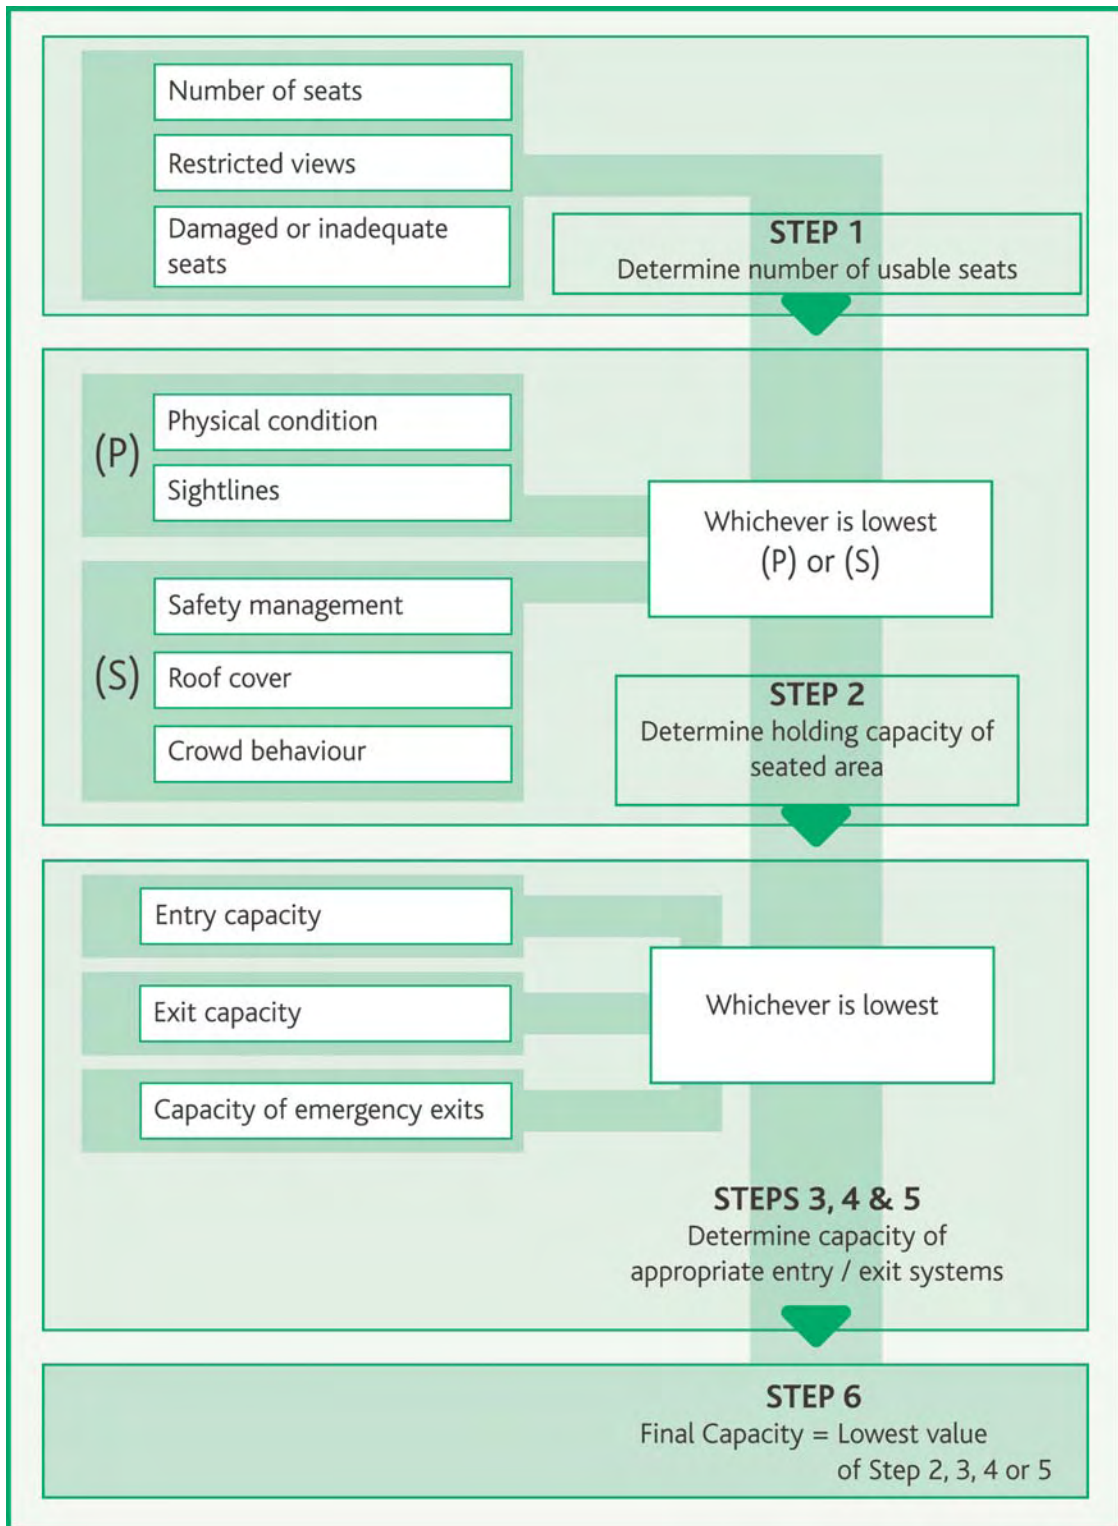 Number of seats
Restricted views
Damaged or inadequate
seats
STEP 1
Determine number of usable seats
(P)
Physical condition
Sightlines
Whichever is lowest
(P) or (S)
(S)
Safety management
Roof cover
Crowd behaviour
STEP 2
Determine holding capacity of
seated area
Entry capacity
Exit capacity
Capacity of emergency exits
Whichever is lowest
STEPS 3, 4 & 5
Determine capacity of
appropriate entry / exit systems
STEP 6
Final Capacity = Lowest value
of Step 2, 3, 4 or 5